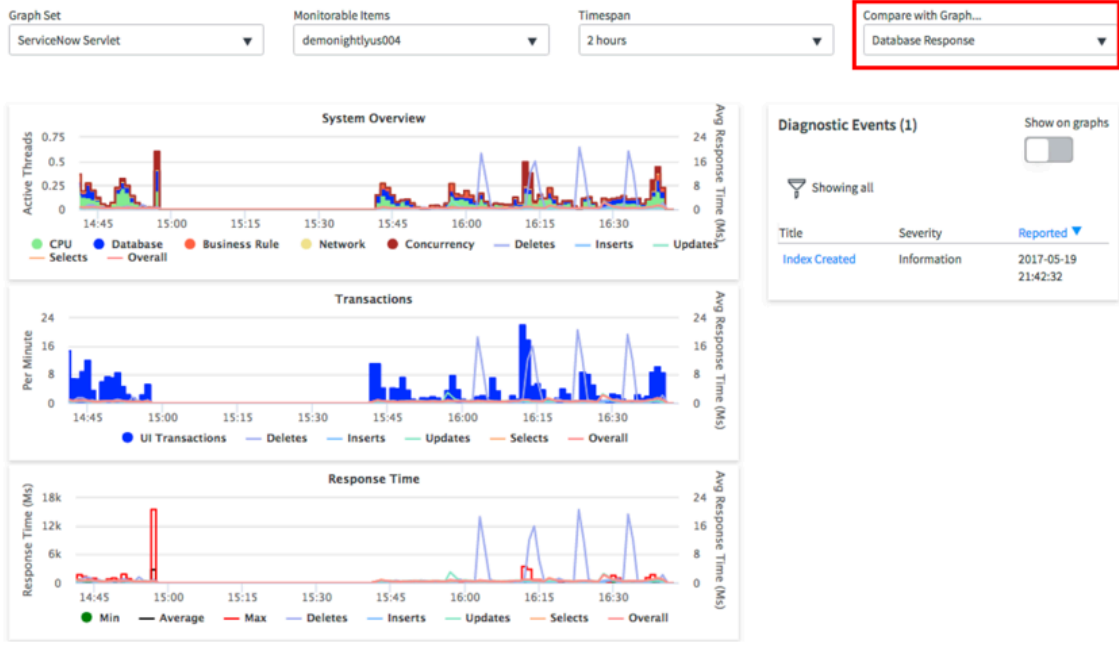 Graph Set
Monitorable Items
Timespan
Compare with Graph...
ServiceNow Servlet
demonightlyus004
2 hours
Database Response
System Overview
Active Threads
0.75
0.5
0.25
0
24
16
8
0
Avg Response Time (Ms)
14:45 15:00 15:15 15:30 15:45 16:00 16:15 16:30
CPU Database Business Rule Network Concurrency Deletes Inserts Updates
Selects Overall
Diagnostic Events (1)
Show on graphs
Showing all
Title Severity Reported
Index Created Information 2017-05-19
21:42:32
Transactions
Per Minute
24
16
8
0
24
16
8
0
Avg Response Time (Ms)
14:45 15:00 15:15 15:30 15:45 16:00 16:15 16:30
UI Transactions Deletes Inserts Updates Selects Overall
Response Time
Response Time (Ms)
18k
12k
6k
0
24
16
8
0
Avg Response Time (Ms)
14:45 15:00 15:15 15:30 15:45 16:00 16:15 16:30
Min Average Max Deletes Inserts Updates Selects Overall